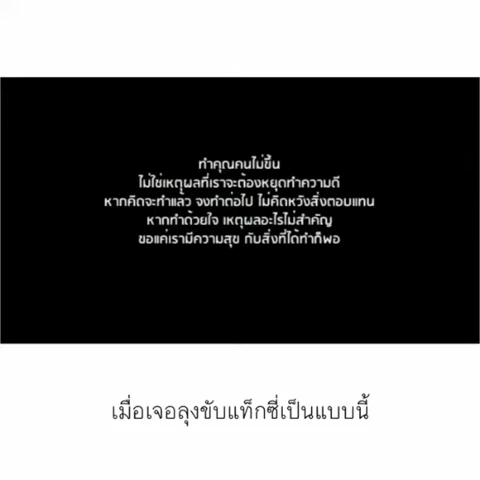 ทำคุณคนไม่ขึ้น
ไม่ใช่เหตุผลที่เราจะต้องหยุดทำความดี
หากคิดจะทำแล้ว จงทำต่อไป ไม่คิดหวังสิ่งตอบแทน
หากทำด้วยใจ เหตุผลอะไรไม่สำคัญ
ขอแค่เรามีความสุข กับสิ่งที่ได้ทำก็พอ
เมื่อเจอลุงขับแท็กซี่เป็นแบบนี้